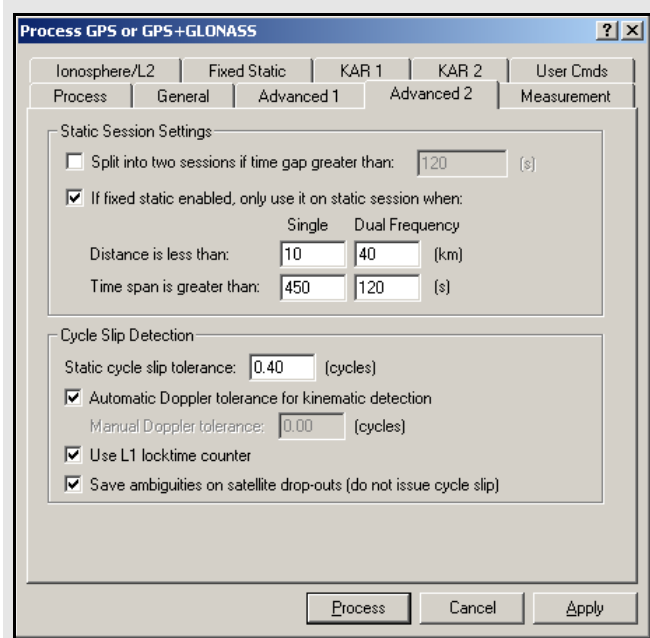 Process GPS or GPS+GLONASS
Ionosphere/L2 Fixed Static KAR 1 KAR 2 User Cmds
Process General Advanced 1 Advanced 2 Measurement
Static Session Settings
Split into two sessions if time gap greater than: 120 (s)
If fixed static enabled, only use it on static session when:
Single Dual Frequency
Distance is less than: 10 40 (km)
Time span is greater than: 450 120 (s)
Cycle Slip Detection
Static cycle slip tolerance: 0.40 (cycles)
Automatic Doppler tolerance for kinematic detection
Manual Doppler tolerance: 0.00 (cycles)
Use L1 locktime counter
Save ambiguities on satellite drop-outs (do not issue cycle slip)
Process Cancel Apply